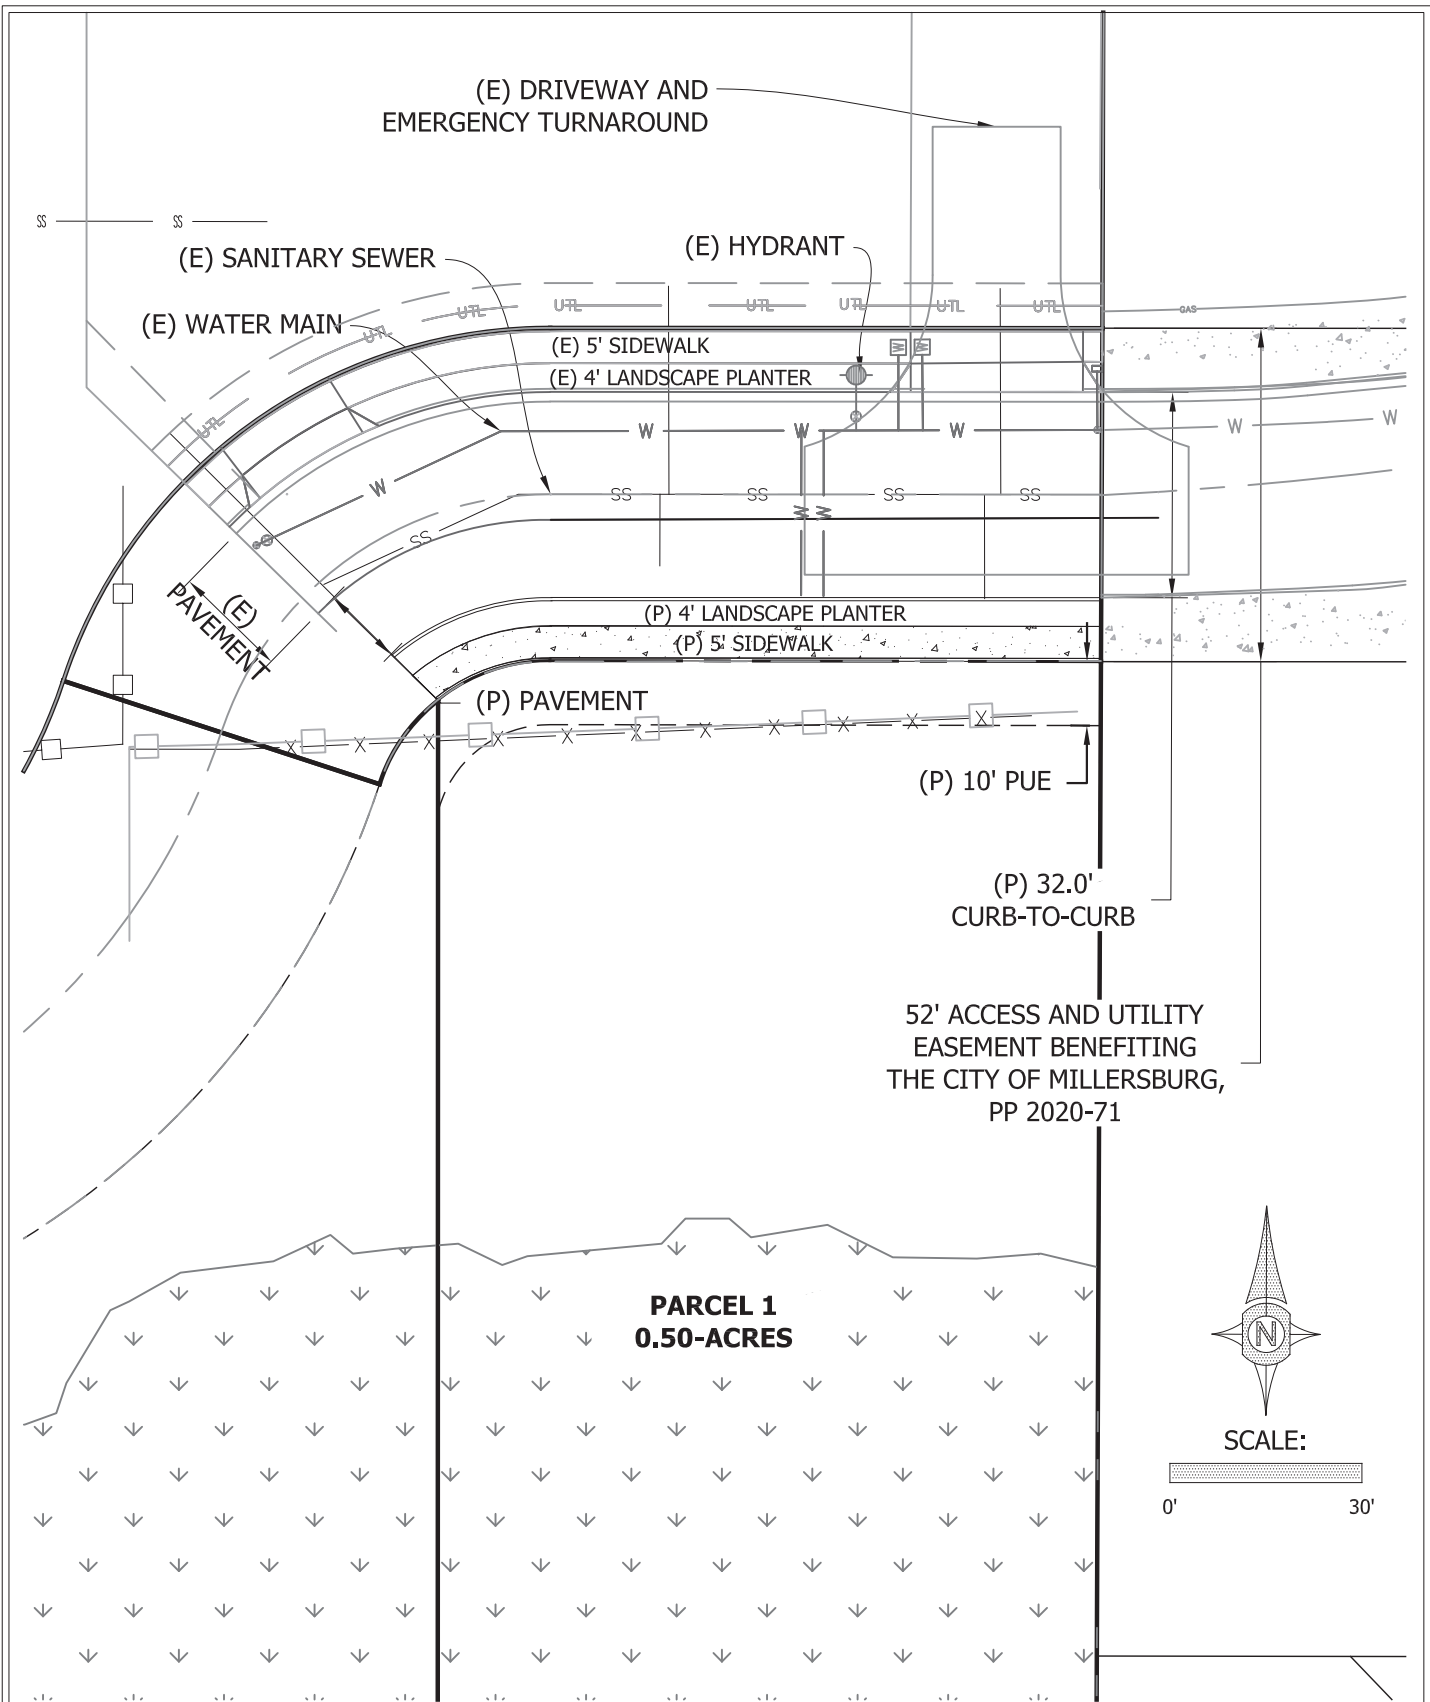 (E) DRIVEWAY AND
EMERGENCY TURNAROUND
SS
SS
(E) SANITARY SEWER
(E) HYDRANT
(E) WATER MAIN
UTL
UTL
UTL
UTL
UTL
UTL
UTL
UTL
GAS
(E) 5' SIDEWALK
W
W
(E) 4' LANDSCAPE PLANTER
W
W
W
W
W
W
SS
SS
SS
SS
SS
W
W
(E)
PAVEMENT
(P) 4' LANDSCAPE PLANTER
(P) 5' SIDEWALK
(P) PAVEMENT
(P) 10' PUE
(P) 32.0'
CURB-TO-CURB
52' ACCESS AND UTILITY
EASEMENT BENEFITING
THE CITY OF MILLERSBURG,
PP 2020-71
PARCEL 1
0.50-ACRES
N
SCALE:
0' 30'